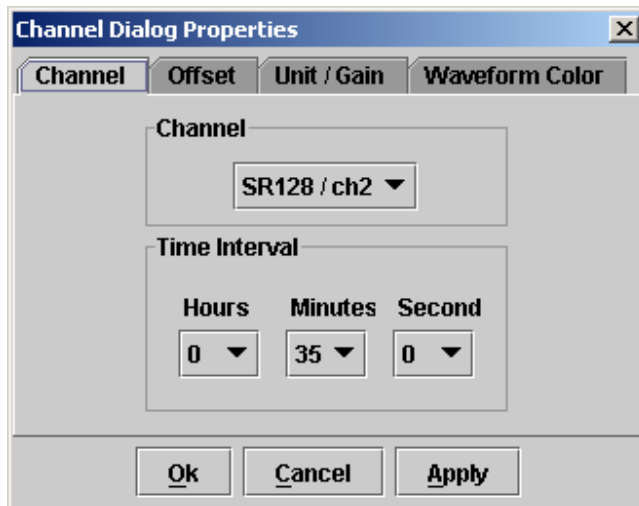 Channel Dialog Properties
Channel Offset Unit / Gain Waveform Color
Channel
SR128 / ch2
Time Interval
Hours Minutes Second
0 35 0
Ok Cancel Apply